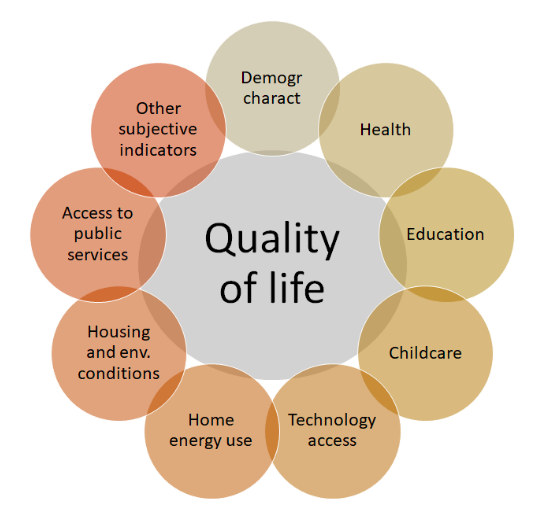 Demogr
charact
Health
Education
Childcare
Technology
access
Home
energy use
Housing
and env.
conditions
Access to
public
services
Other
subjective
indicators
Quality
of life